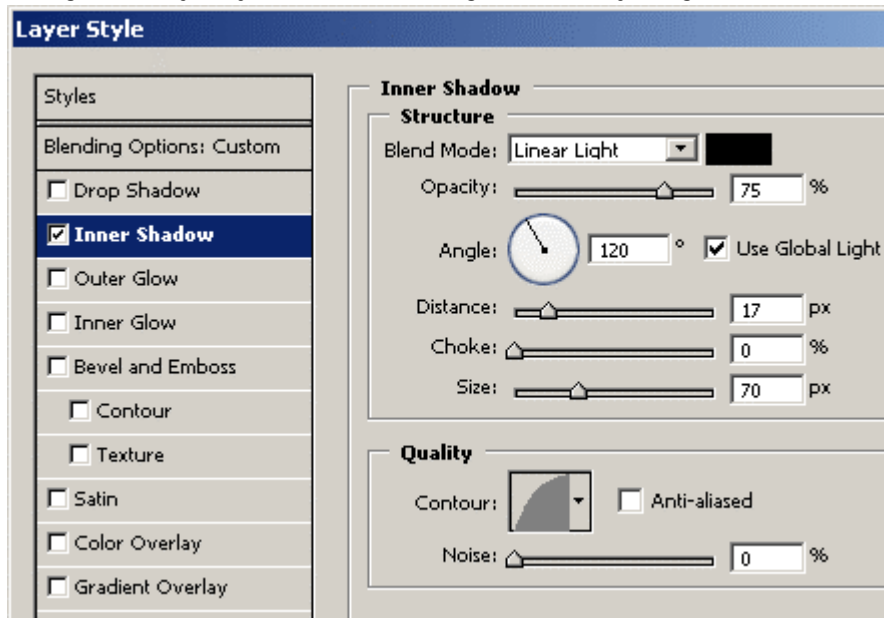 Layer Style
Styles
Blending Options: Custom
Drop Shadow
Inner Shadow
Outer Glow
Inner Glow
Bevel and Emboss
Contour
Texture
Satin
Color Overlay
Gradient Overlay
Inner Shadow
Structure
Blend Mode: Linear Light
Opacity: 75 %
Angle: 120 ° Use Global Light
Distance: 17 px
Choke: 0 %
Size: 70 px
Quality
Contour: Anti-aliased
Noise: 0 %